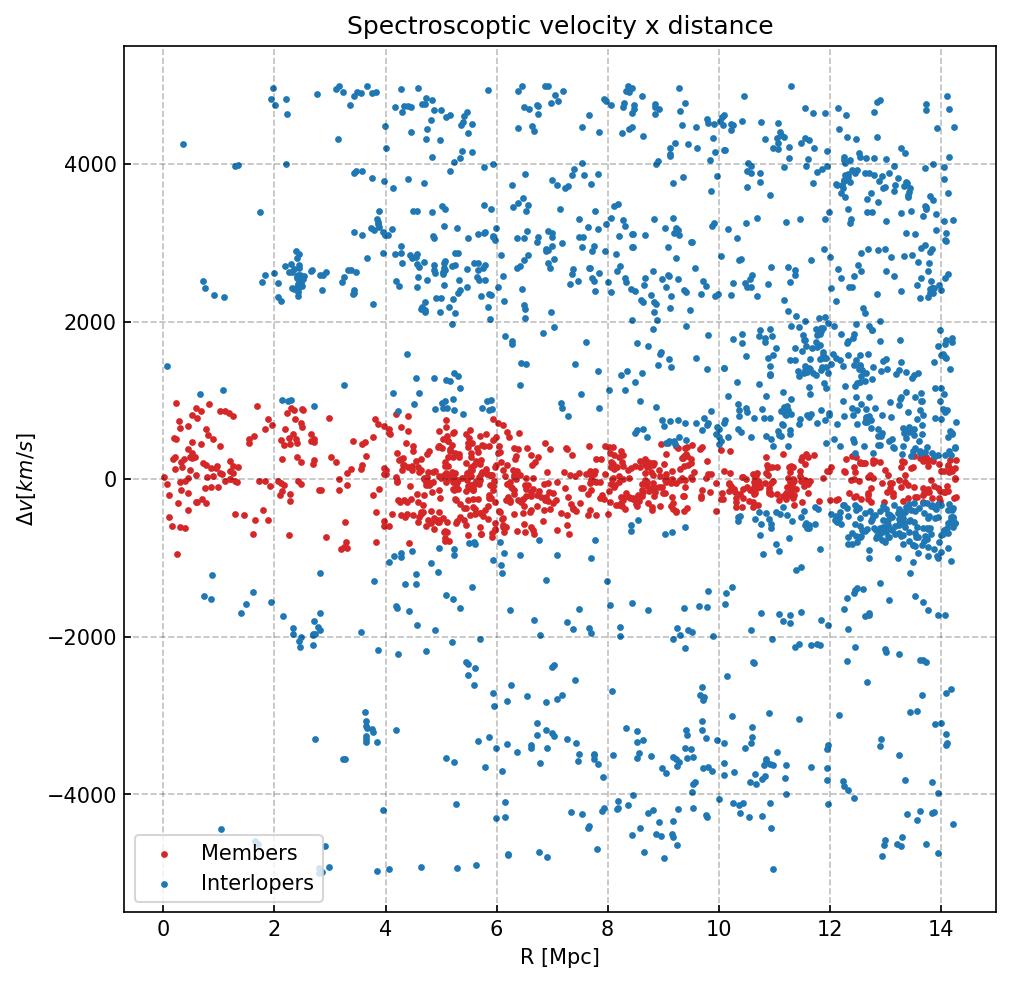 Spectroscoptic velocity x distance
4000
2000
0
−2000
−4000
Δv[km/s]
Members
Interlopers
0 2 4 6 8 10 12 14
R [Mpc]